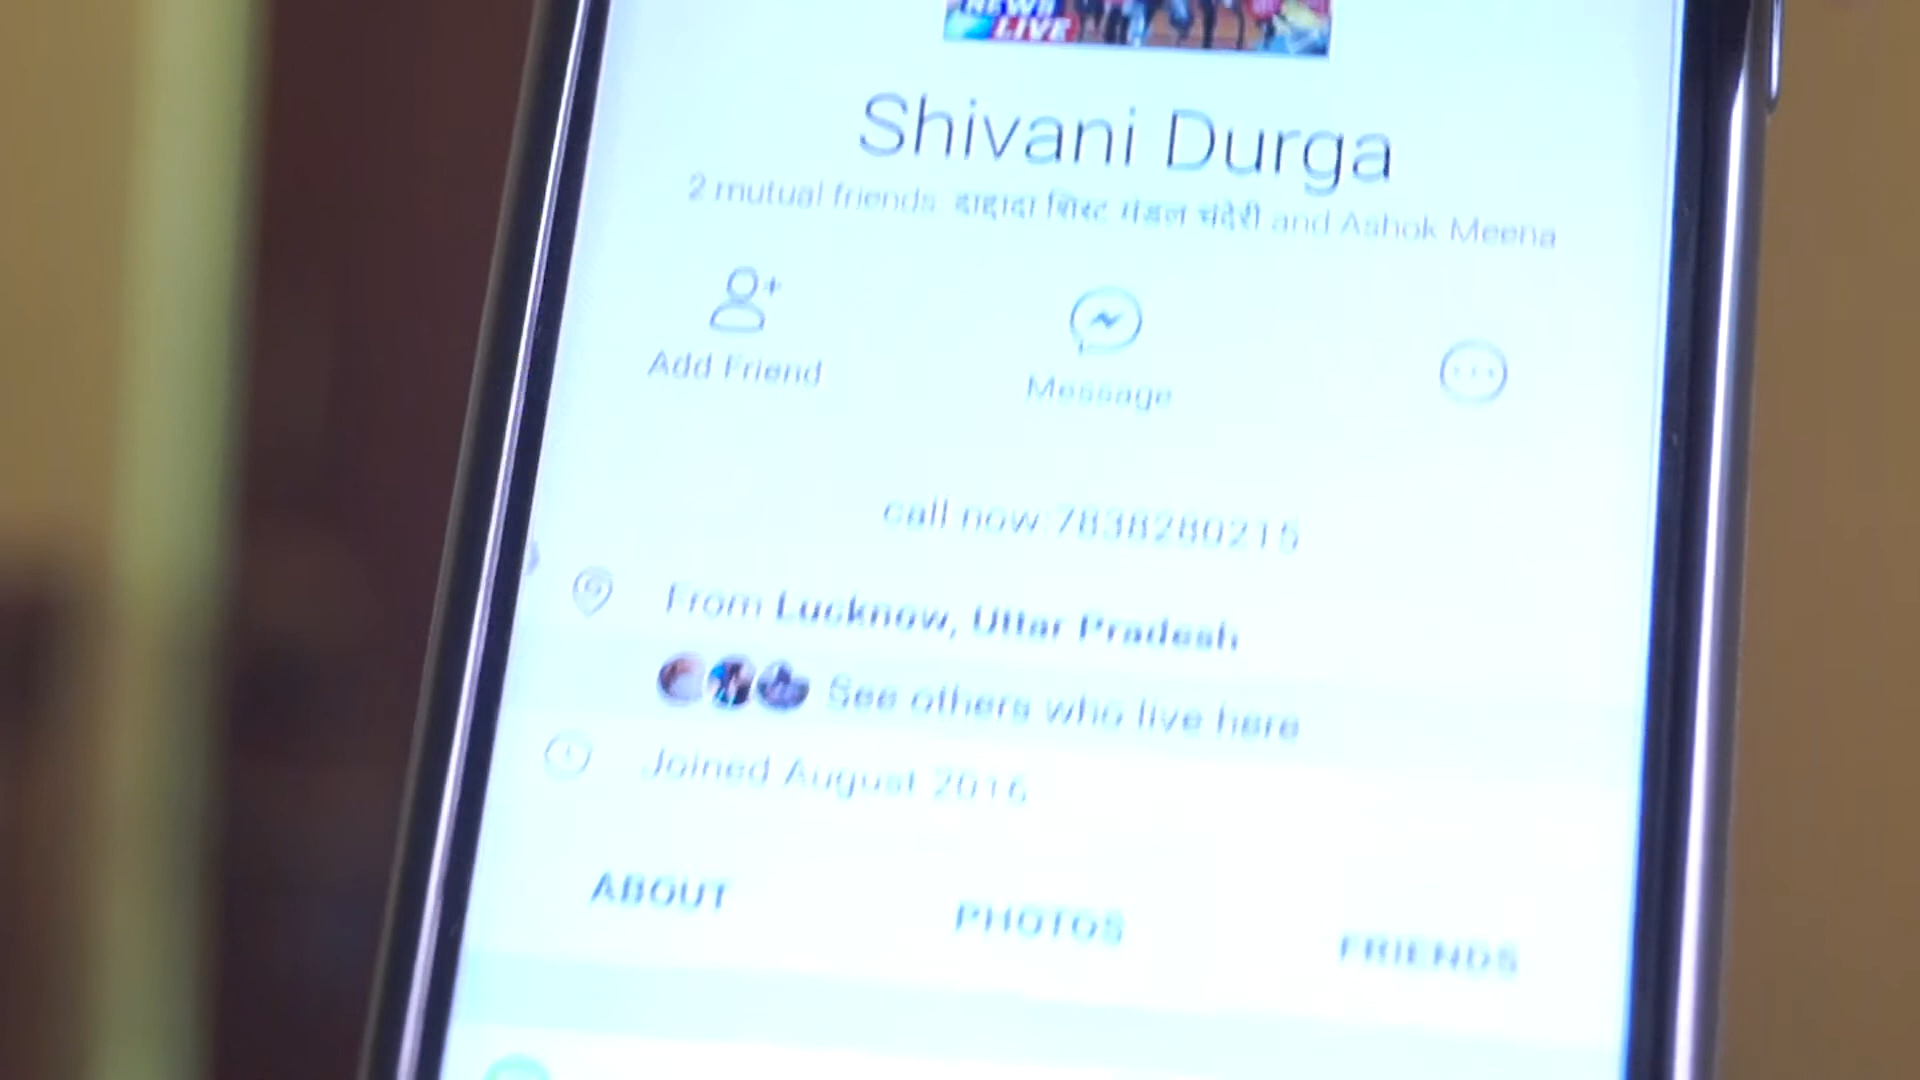 NEWS
LIVE
Shivani Durga
2 mutual friends: and Ashok Meena
Add Friend
Message
call now 7838280215
From Lucknow, Uttar Pradesh
See others who live here
Joined August 2016
ABOUT
PHOTOS
FRIENDS